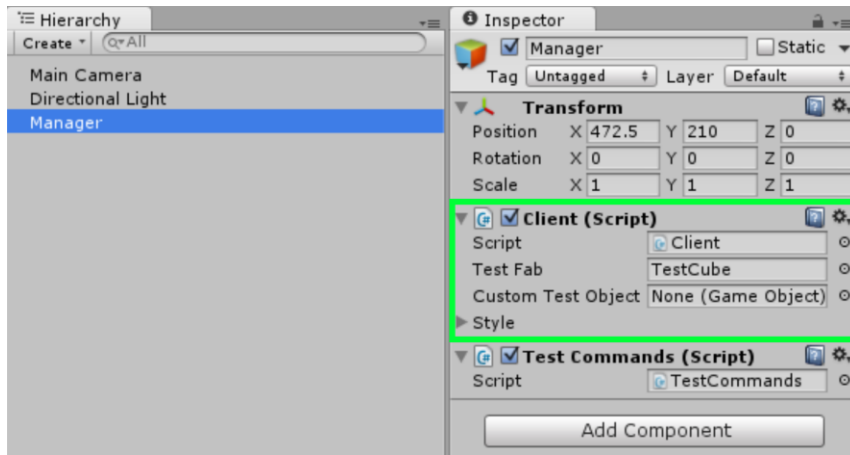 Hierarchy
Create All
Main Camera
Directional Light
Manager
Inspector
Manager Static
Tag Untagged Layer Default
Transform
Position X 472.5 Y 210 Z 0
Rotation X 0 Y 0 Z 0
Scale X 1 Y 1 Z 1
Client (Script)
Script Client
Test Fab TestCube
Custom Test Object None (Game Object)
Style
Test Commands (Script)
Script TestCommands
Add Component